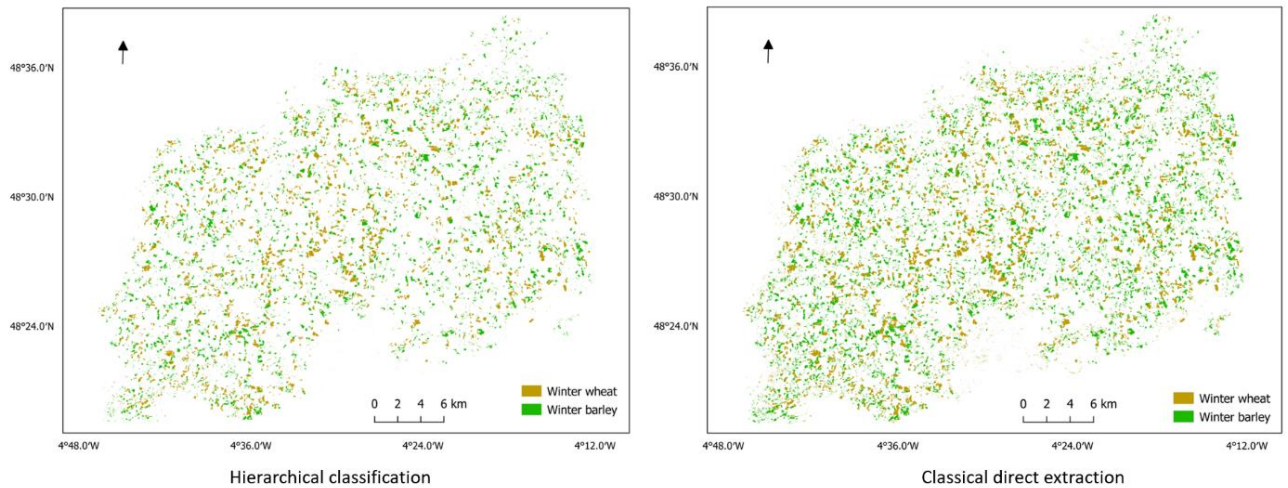 48°36.0'N
48°30.0'N
48°24.0'N
Winter wheat
Winter barley
0 2 4 6 km
4°48.0'W 4°36.0'W 4°24.0'W 4°12.0'W
Hierarchical classification
48°36.0'N
48°30.0'N
48°24.0'N
Winter wheat
Winter barley
0 2 4 6 km
4°48.0'W 4°36.0'W 4°24.0'W 4°12.0'W
Classical direct extraction